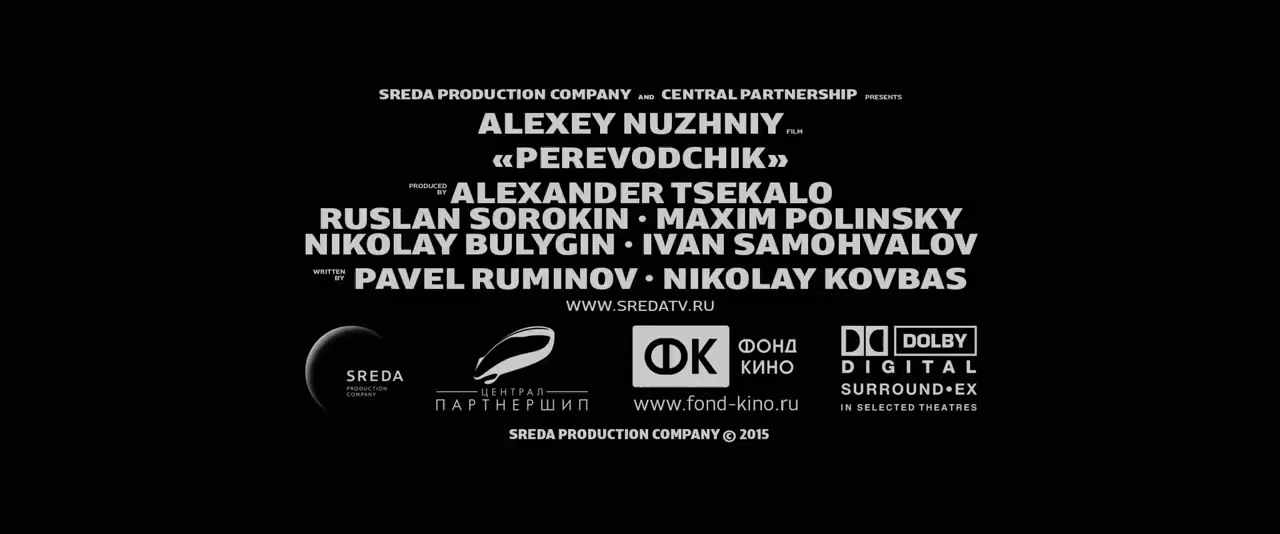 SREDA PRODUCTION COMPANY AND CENTRAL PARTNERSHIP PRESENTS
ALEXEY NUZHNIY FILM
«PEREVODCHIK»
PRODUCED BY ALEXANDER TSEKALO
RUSLAN SOROKIN · MAXIM POLINSKY
NIKOLAY BULYGIN · IVAN SAMOHVALOV
WRITTEN BY PAVEL RUMINOV · NIKOLAY KOVBAS
WWW.SREDATV.RU
SREDA
PRODUCTION
COMPANY
ЦЕНТРАЛ
ПАРТНЕРШИП
ФК ФОНД
КИНО
www.fond-kino.ru
DOLBY
DIGITAL
SURROUND•EX
IN SELECTED THEATRES
SREDA PRODUCTION COMPANY © 2015